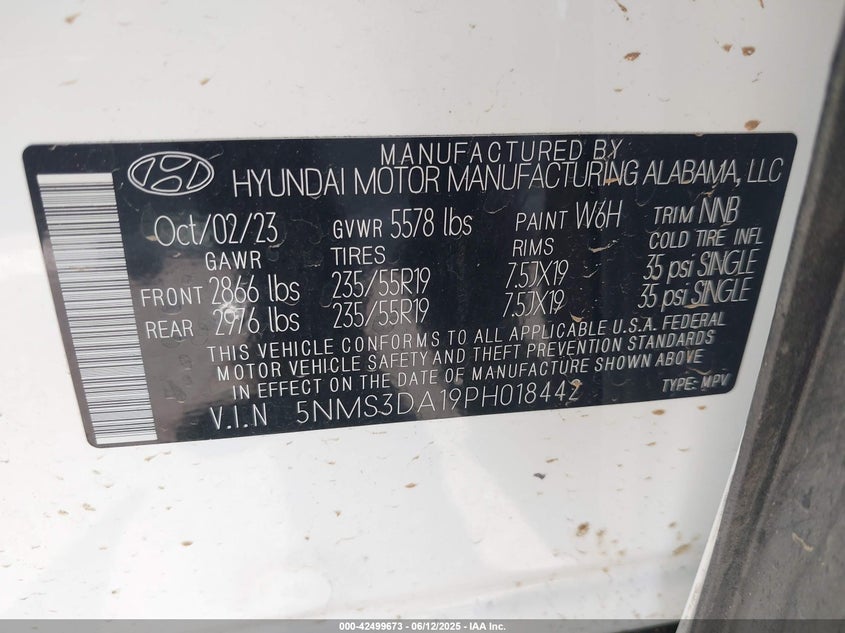 MANUFACTURED BY
HYUNDAI MOTOR MANUFACTURING ALABAMA, LLC
Oct/02/23 GVWR 5578 lbs PAINT W6H TRIM NNB
GAWR TIRES RIMS COLD TIRE INFL
FRONT 2866 lbs 235/55R19 7.5JX19 35 psi SINGLE
REAR 2976 lbs 235/55R19 7.5JX19 35 psi SINGLE
THIS VEHICLE CONFORMS TO ALL APPLICABLE U.S.A. FEDERAL
MOTOR VEHICLE SAFETY AND THEFT PREVENTION STANDARDS
IN EFFECT ON THE DATE OF MANUFACTURE SHOWN ABOVE
V.I.N 5NMS3DA19PH018442 TYPE: MPV
000-42499673 - 06/12/2025 - IAA Inc.